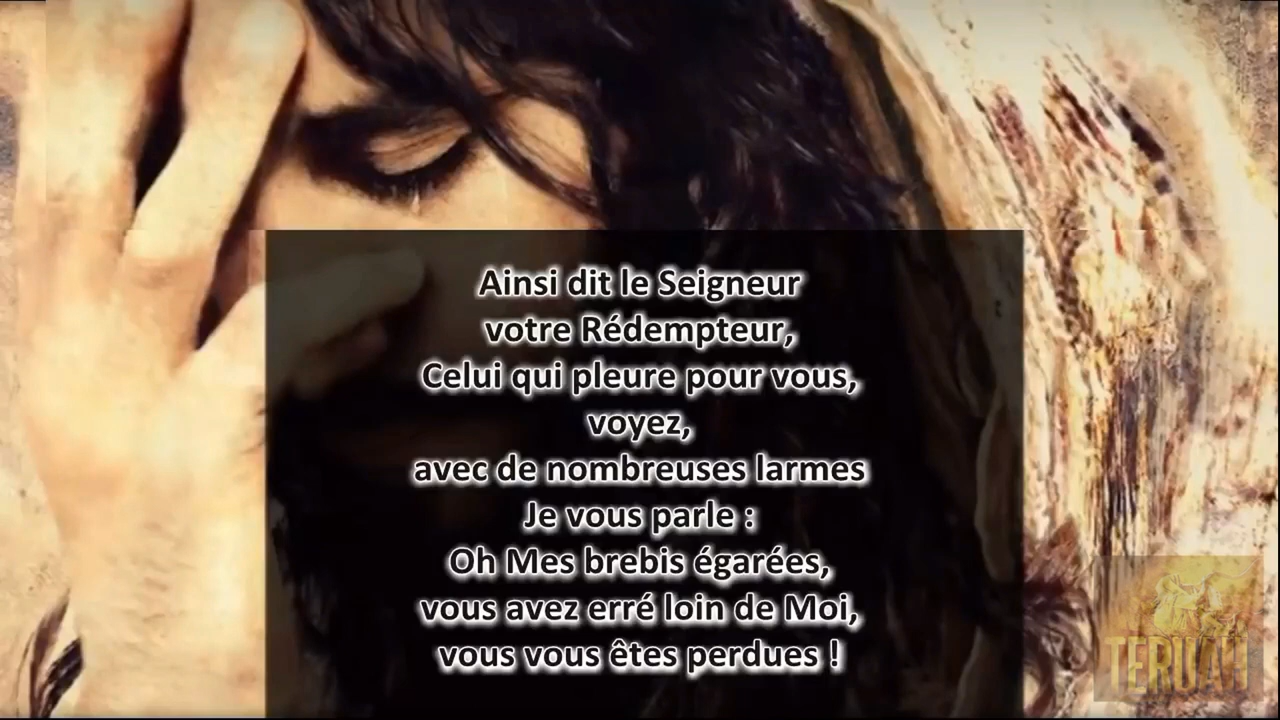 Ainsi dit le Seigneur
votre Rédempteur,
Celui qui pleure pour vous,
voyez,
avec de nombreuses larmes
Je vous parle :
Oh Mes brebis égarées,
vous avez erré loin de Moi,
vous vous êtes perdues !
TERUAH